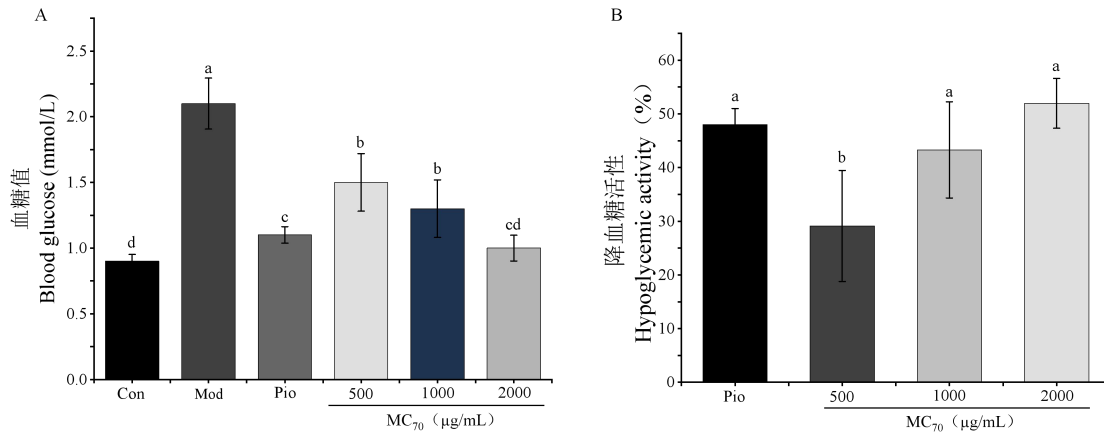 A
血糖值
Blood glucose (mmol/L)
2.5
2.0
1.5
1.0
0.5
0.0
d
a
c
b
b
cd
Con
Mod
Pio
500
1000
2000
MC₇₀（μg/mL）
B
降血糖活性
Hypoglycemic activity（%）
60
50
40
30
20
10
0
a
b
a
a
Pio
500
1000
2000
MC₇₀（μg/mL）